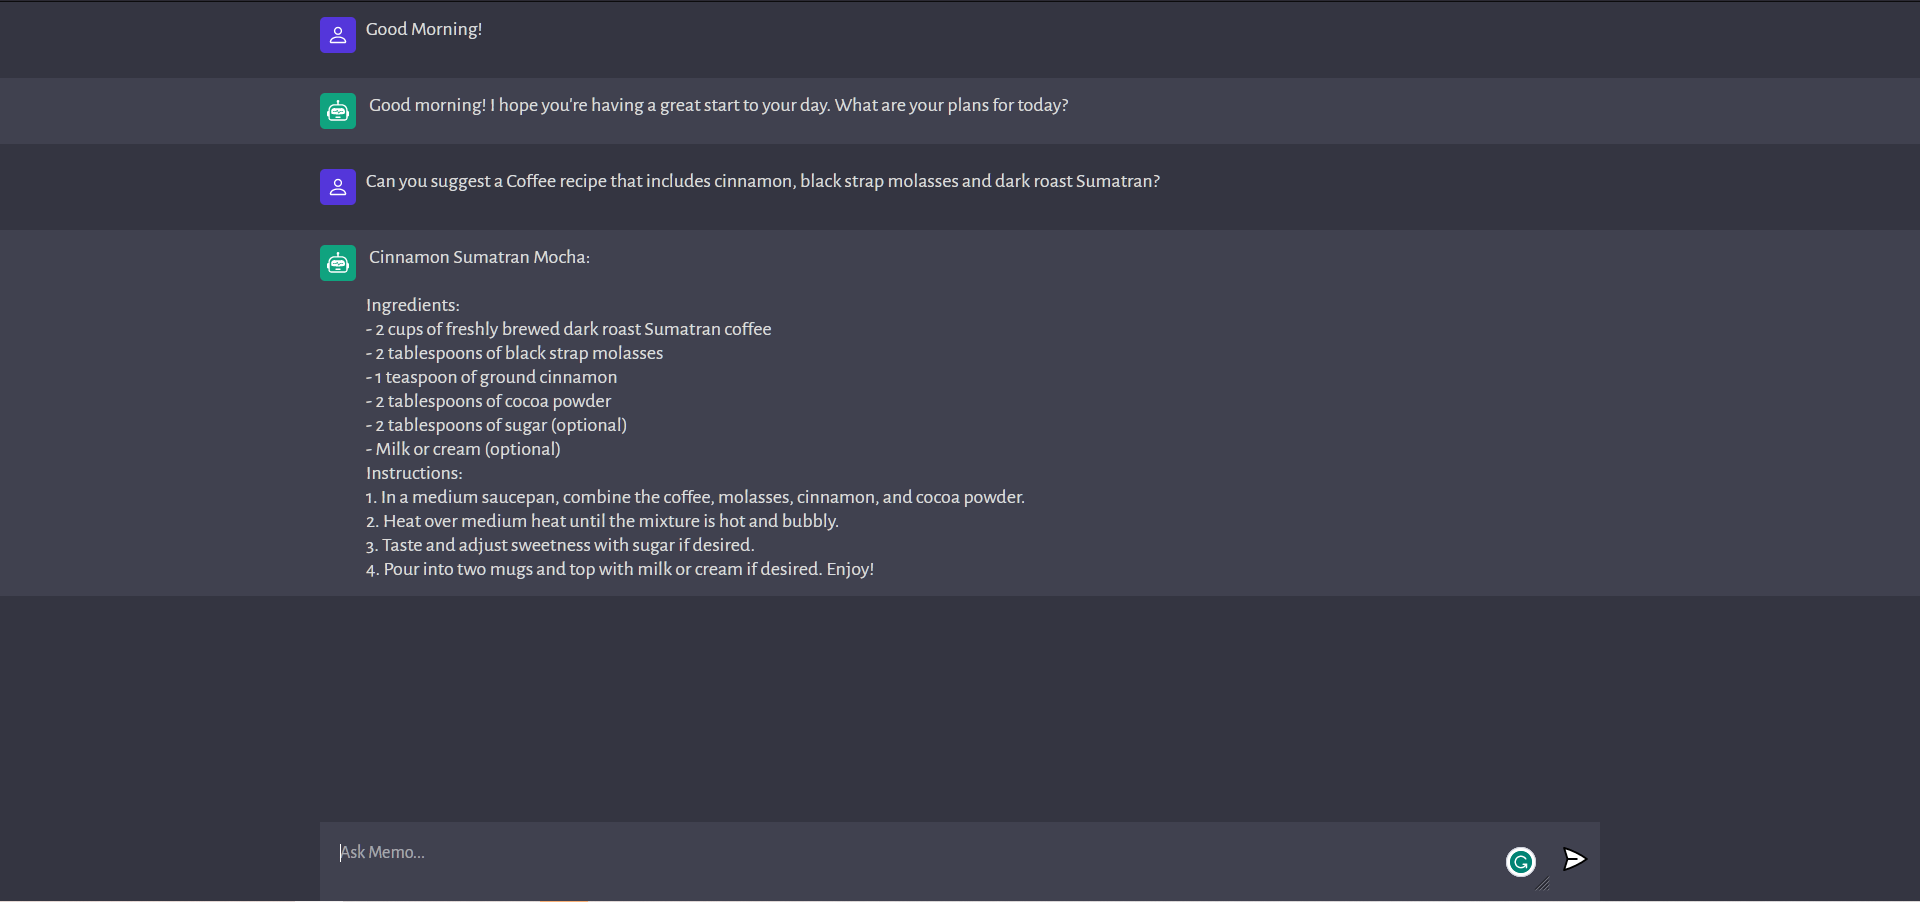 Good Morning!
Good morning! I hope you're having a great start to your day. What are your plans for today?
Can you suggest a Coffee recipe that includes cinnamon, black strap molasses and dark roast Sumatran?
Cinnamon Sumatran Mocha:
Ingredients:
- 2 cups of freshly brewed dark roast Sumatran coffee
- 2 tablespoons of black strap molasses
- 1 teaspoon of ground cinnamon
- 2 tablespoons of cocoa powder
- 2 tablespoons of sugar (optional)
- Milk or cream (optional)
Instructions:
1. In a medium saucepan, combine the coffee, molasses, cinnamon, and cocoa powder.
2. Heat over medium heat until the mixture is hot and bubbly.
3. Taste and adjust sweetness with sugar if desired.
4. Pour into two mugs and top with milk or cream if desired. Enjoy!
Ask Memo...